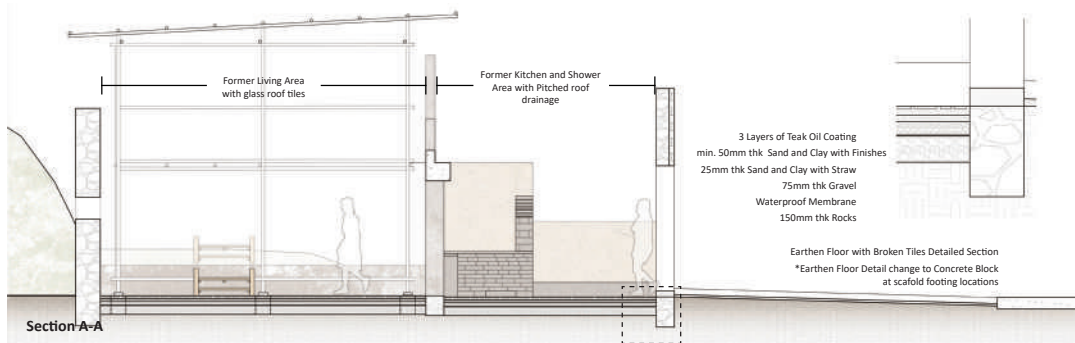 Former Living Area
with glass roof tiles
Former Kitchen and Shower
Area with Pitched roof
drainage
3 Layers of Teak Oil Coating
min. 50mm thk Sand and Clay with Finishes
25mm thk Sand and Clay with Straw
75mm thk Gravel
Waterproof Membrane
150mm thk Rocks
Earthen Floor with Broken Tiles Detailed Section
*Earthen Floor Detail change to Concrete Block
at scafold footing locations
Section A-A